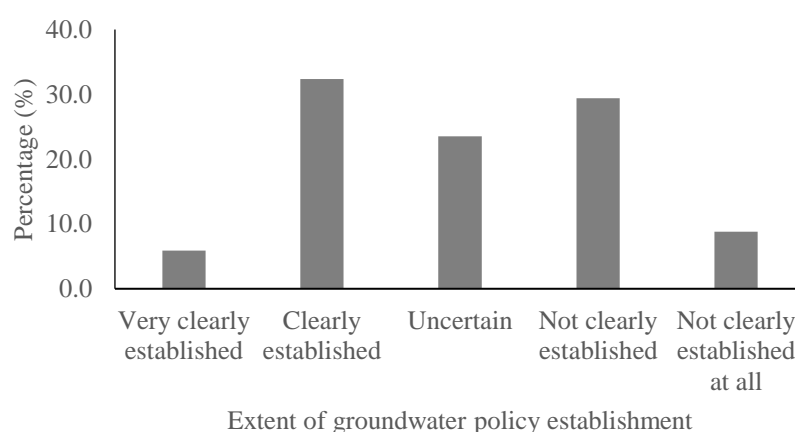 40.0
30.0
20.0
10.0
0.0
Percentage (%)
Very clearly established
Clearly established
Uncertain
Not clearly established
Not clearly established at all
Extent of groundwater policy establishment